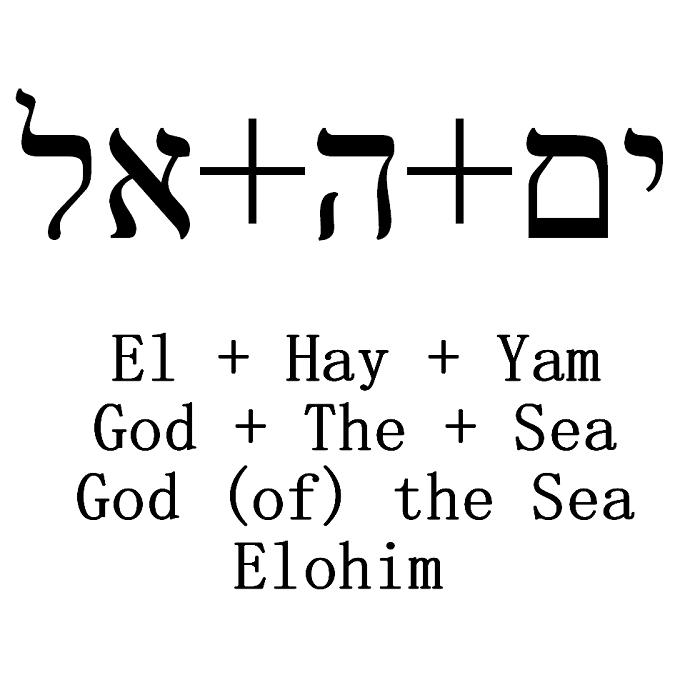 ים+ה+אל
El + Hay + Yam
God + The + Sea
God (of) the Sea
Elohim